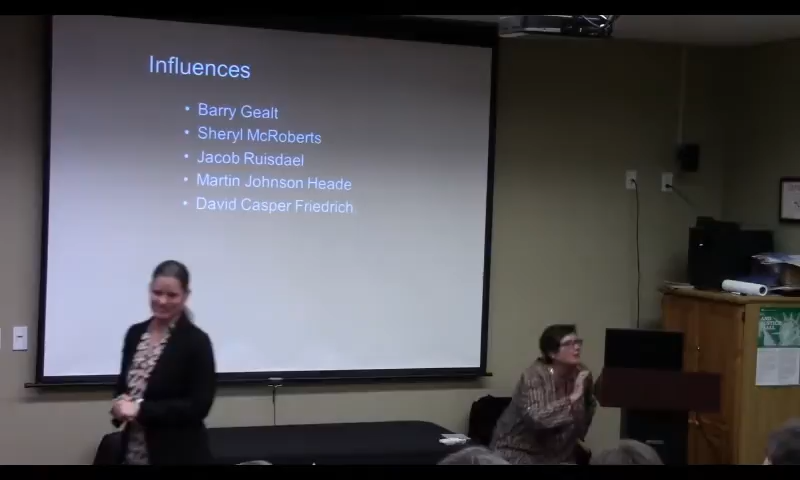 Influences
• Barry Gealt
• Sheryl McRoberts
• Jacob Ruisdael
• Martin Johnson Heade
• David Casper Friedrich